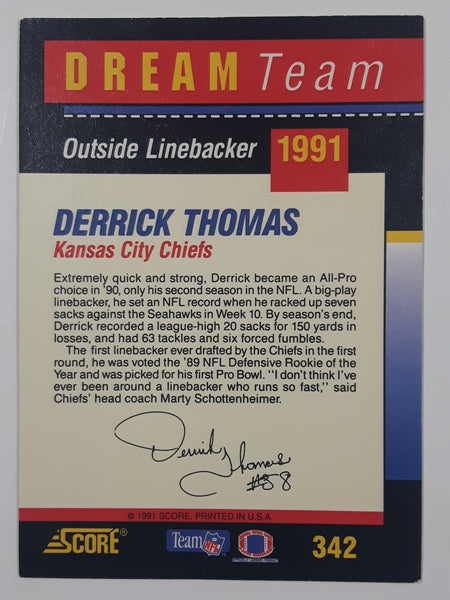 DREAM Team
Outside Linebacker 1991
DERRICK THOMAS
Kansas City Chiefs
Extremely quick and strong, Derrick became an All-Pro
choice in '90, only his second season in the NFL. A big-play
linebacker, he set an NFL record when he racked up seven
sacks against the Seahawks in Week 10. By season's end,
Derrick recorded a league-high 20 sacks for 150 yards in
losses, and had 63 tackles and six forced fumbles.
The first linebacker ever drafted by the Chiefs in the first
round, he was voted the '89 NFL Defensive Rookie of the
Year and was picked for his first Pro Bowl. "I don't think I've
ever been around a linebacker who runs so fast," said
Chiefs' head coach Marty Schottenheimer.
Derrick Thomas
#58
© 1991 SCORE, PRINTED IN U.S.A.
SCORE® Team NFL 342